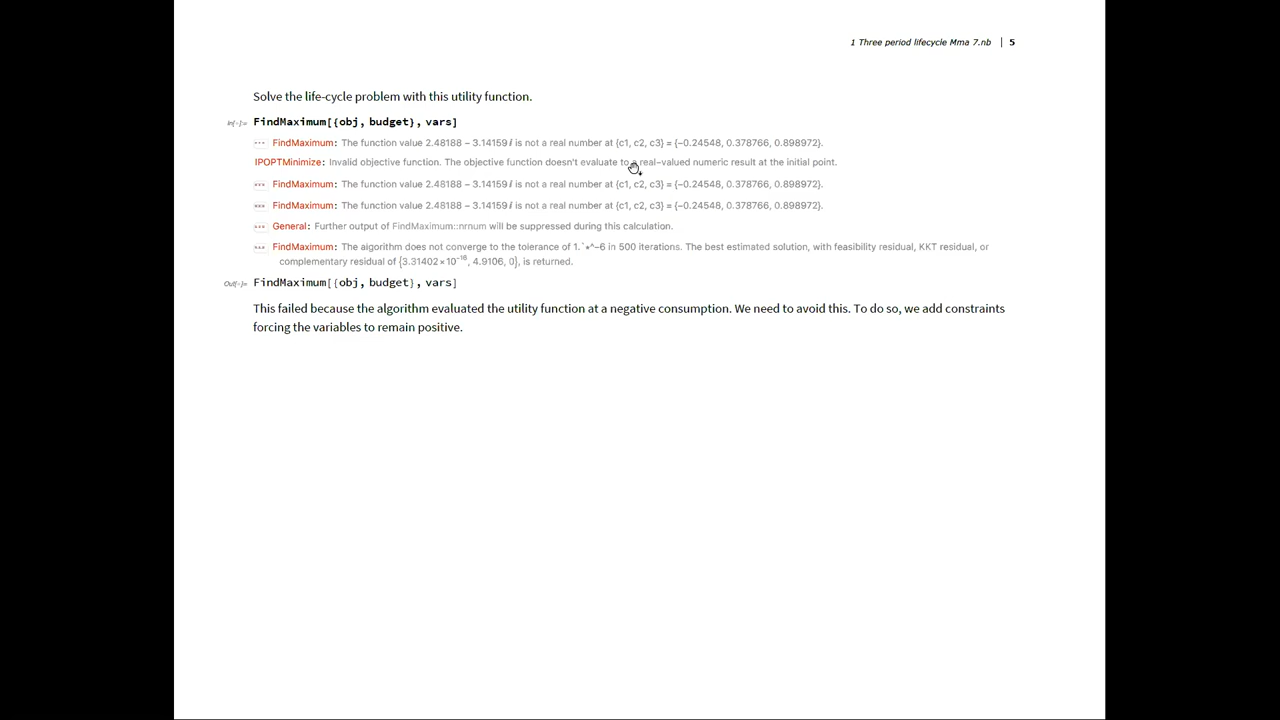 1 Three period lifecycle Mma 7.nb | 5
Solve the life-cycle problem with this utility function.
In[-]:= FindMaximum[{obj, budget}, vars]
FindMaximum: The function value 2.48188 − 3.14159 ⅈ is not a real number at {c1, c2, c3} = {−0.24548, 0.378766, 0.898972}.
IPOPTMinimize: Invalid objective function. The objective function doesn't evaluate to a real-valued numeric result at the initial point.
FindMaximum: The function value 2.48188 − 3.14159 ⅈ is not a real number at {c1, c2, c3} = {−0.24548, 0.378766, 0.898972}.
FindMaximum: The function value 2.48188 − 3.14159 ⅈ is not a real number at {c1, c2, c3} = {−0.24548, 0.378766, 0.898972}.
General: Further output of FindMaximum::nrnum will be suppressed during this calculation.
FindMaximum: The algorithm does not converge to the tolerance of 1.`*^−6 in 500 iterations. The best estimated solution, with feasibility residual, KKT residual, or
complementary residual of {3.31402×10^−16, 4.9106, 0}, is returned.
Out[-]= FindMaximum[{obj, budget}, vars]
This failed because the algorithm evaluated the utility function at a negative consumption. We need to avoid this. To do so, we add constraints
forcing the variables to remain positive.